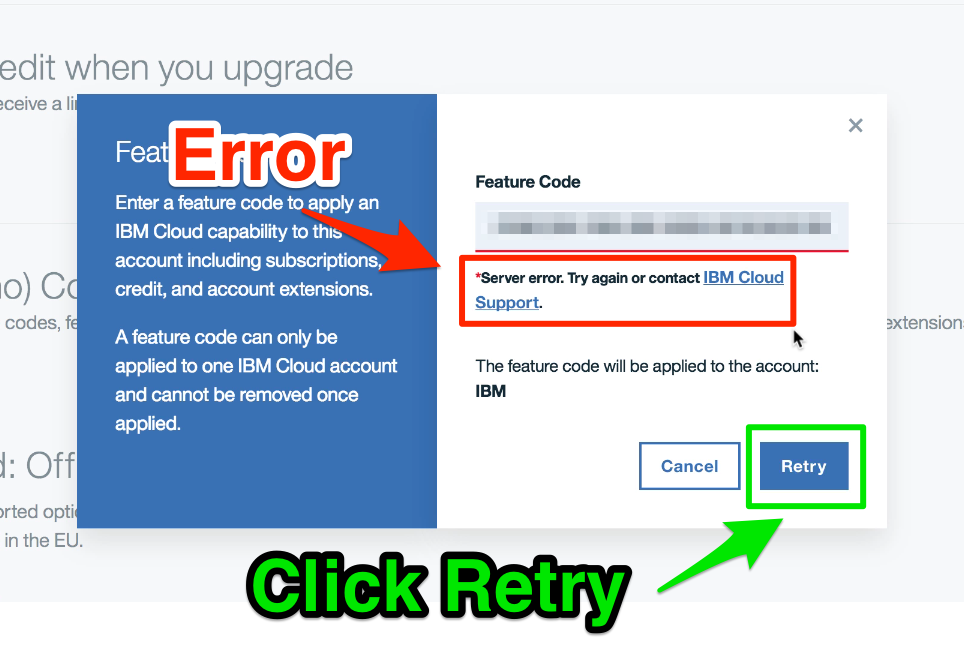 edit when you upgrade
eceive a li
Feat
Error
Enter a feature code to apply an
IBM Cloud capability to this
account including subscriptions,
credit, and account extensions.
A feature code can only be
applied to one IBM Cloud account
and cannot be removed once
applied.
Feature Code
*Server error. Try again or contact IBM Cloud
Support.
The feature code will be applied to the account:
IBM
Cancel
Retry
o) Co
codes, fe
extension
d: Off
orted optio
in the EU.
Click Retry